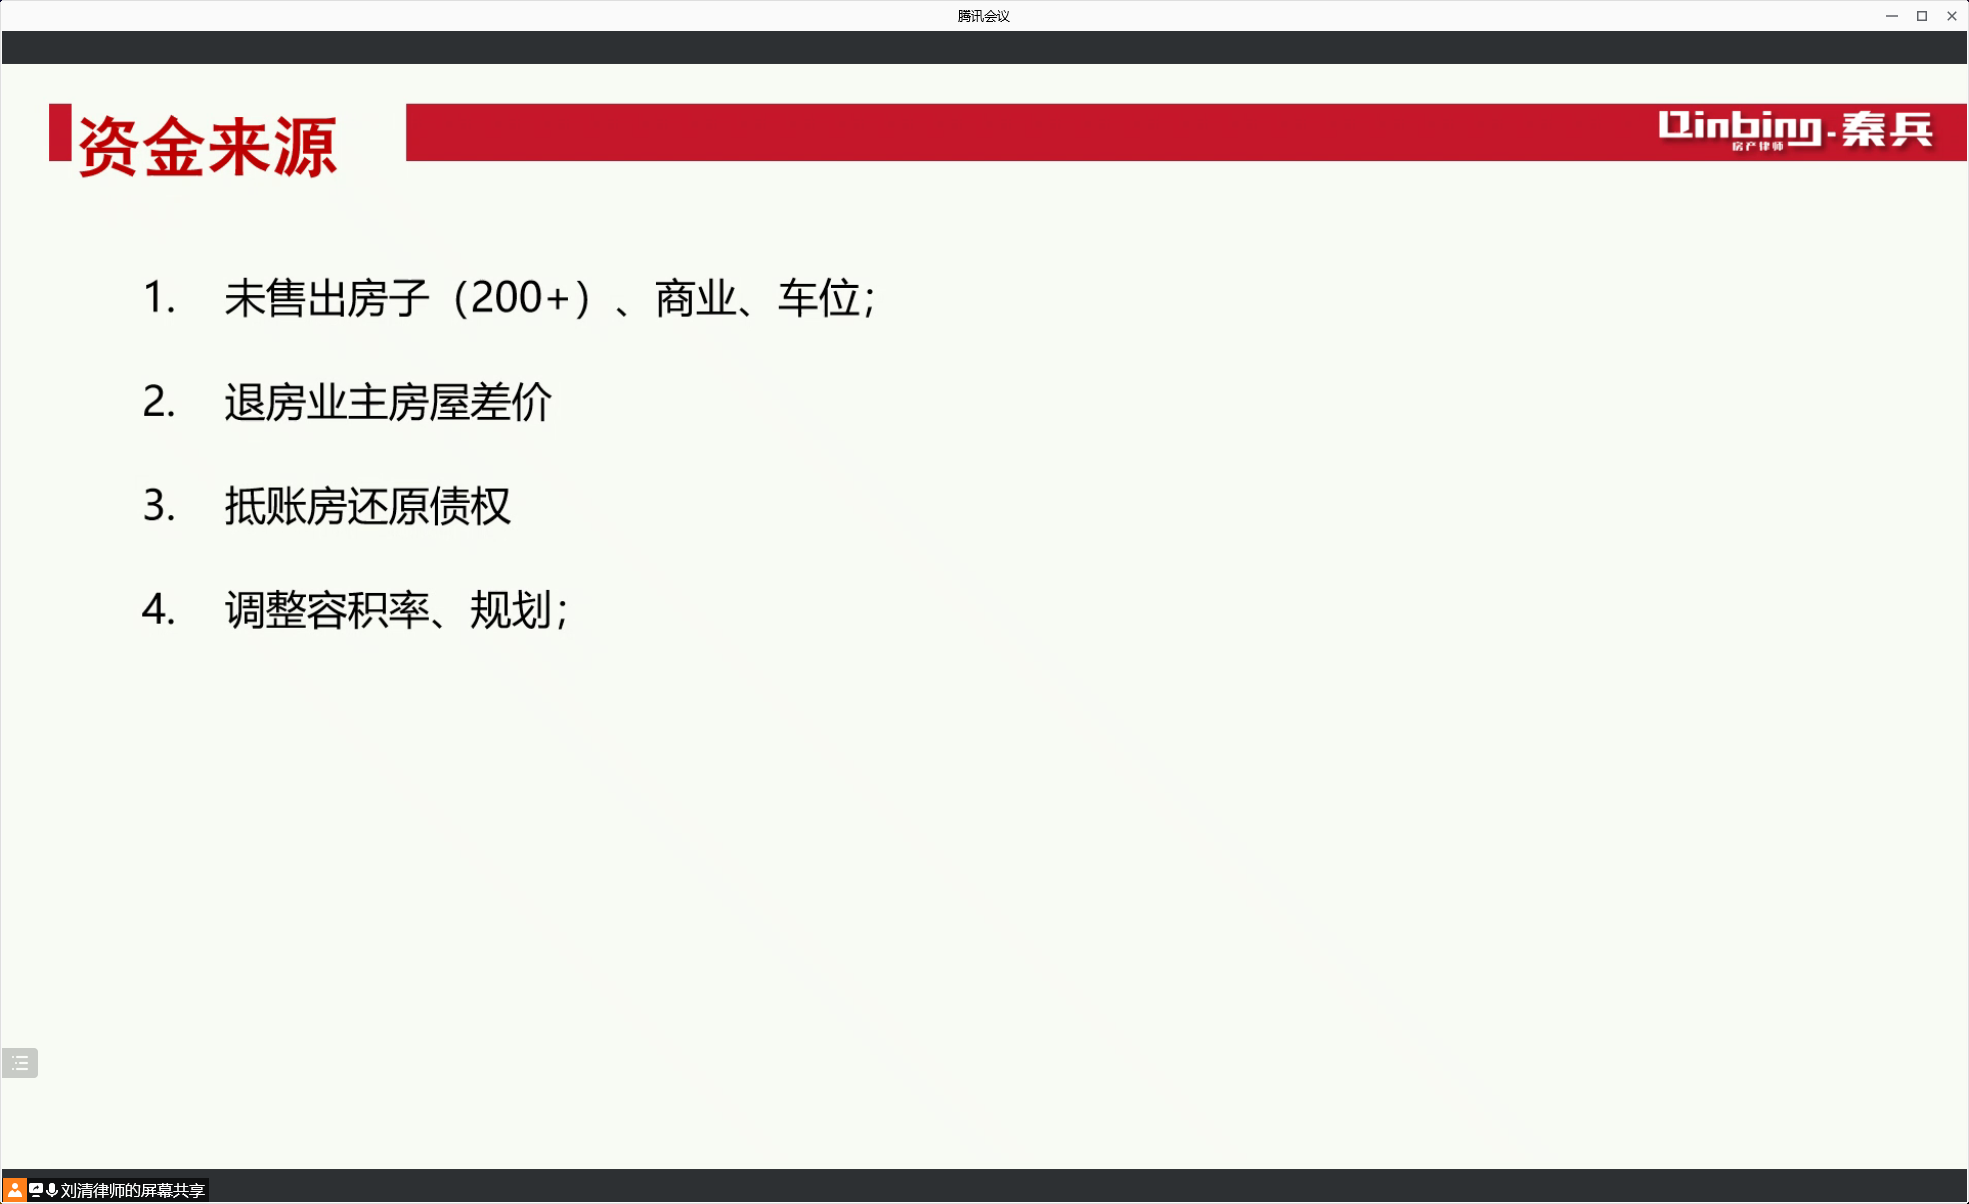 腾讯会议
资金来源
Qinbing-秦兵
房产律师
1. 未售出房子（200+）、商业、车位；
2. 退房业主房屋差价
3. 抵账房还原债权
4. 调整容积率、规划；
刘清律师的屏幕共享